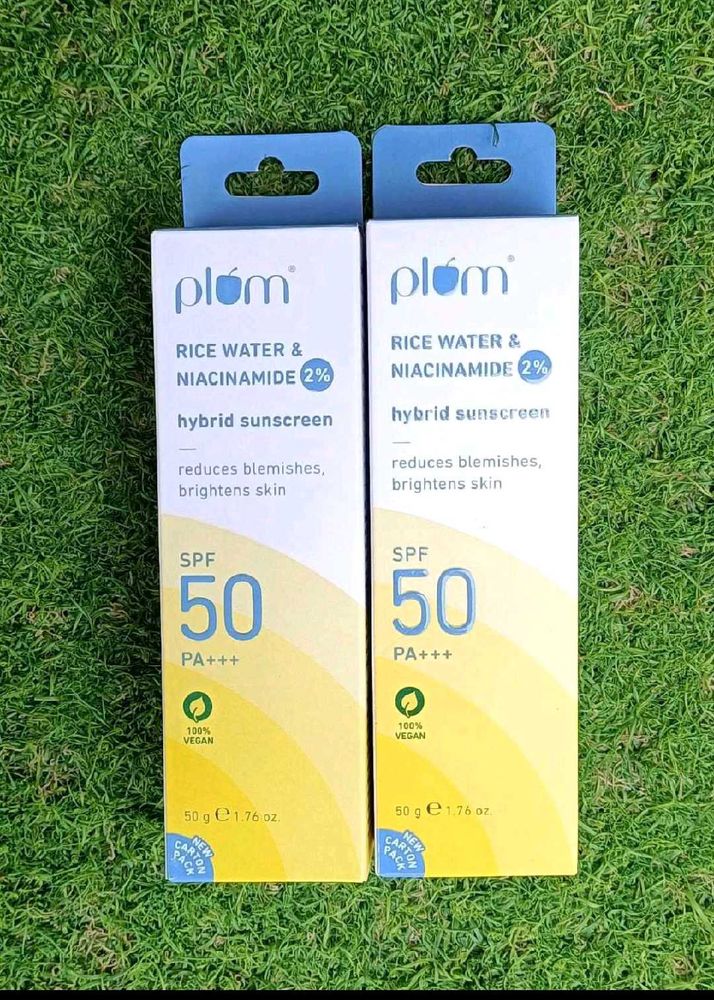 plum®
RICE WATER &
NIACINAMIDE 2%
hybrid sunscreen
reduces blemishes,
brightens skin
SPF
50
PA+++
100%
VEGAN
50 g ℮ 1.76 oz.
NEW
CARTON
PACK
plum®
RICE WATER &
NIACINAMIDE 2%
hybrid sunscreen
reduces blemishes,
brightens skin
SPF
50
PA+++
100%
VEGAN
50 g ℮ 1.76 oz.
NEW
CARTON
PACK